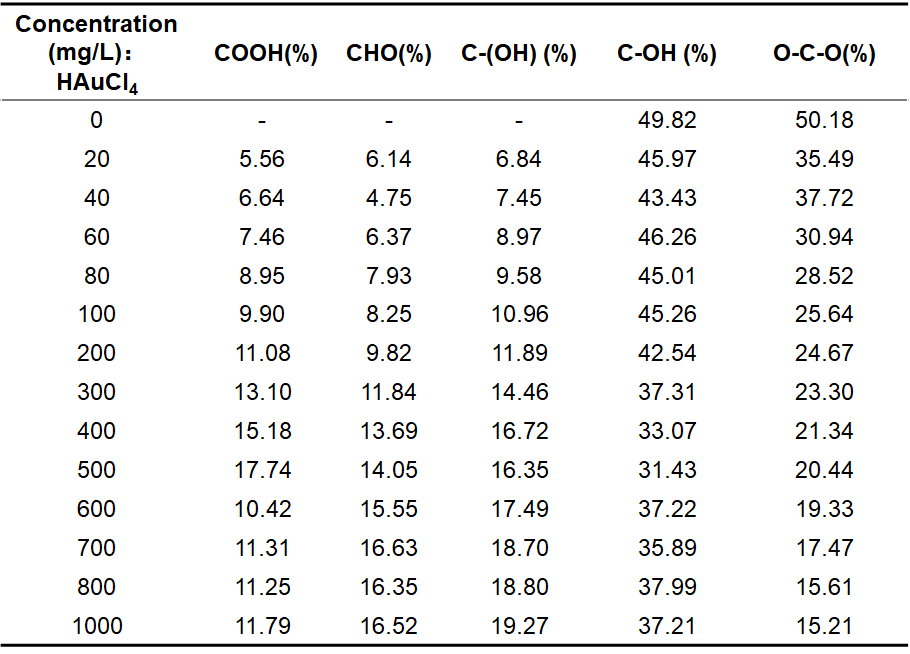 Concentration (mg/L)：HAuCl₄ COOH(%) CHO(%) C-(OH) (%) C-OH (%) O-C-O(%)
0 - - - 49.82 50.18
20 5.56 6.14 6.84 45.97 35.49
40 6.64 4.75 7.45 43.43 37.72
60 7.46 6.37 8.97 46.26 30.94
80 8.95 7.93 9.58 45.01 28.52
100 9.90 8.25 10.96 45.26 25.64
200 11.08 9.82 11.89 42.54 24.67
300 13.10 11.84 14.46 37.31 23.30
400 15.18 13.69 16.72 33.07 21.34
500 17.74 14.05 16.35 31.43 20.44
600 10.42 15.55 17.49 37.22 19.33
700 11.31 16.63 18.70 35.89 17.47
800 11.25 16.35 18.80 37.99 15.61
1000 11.79 16.52 19.27 37.21 15.21